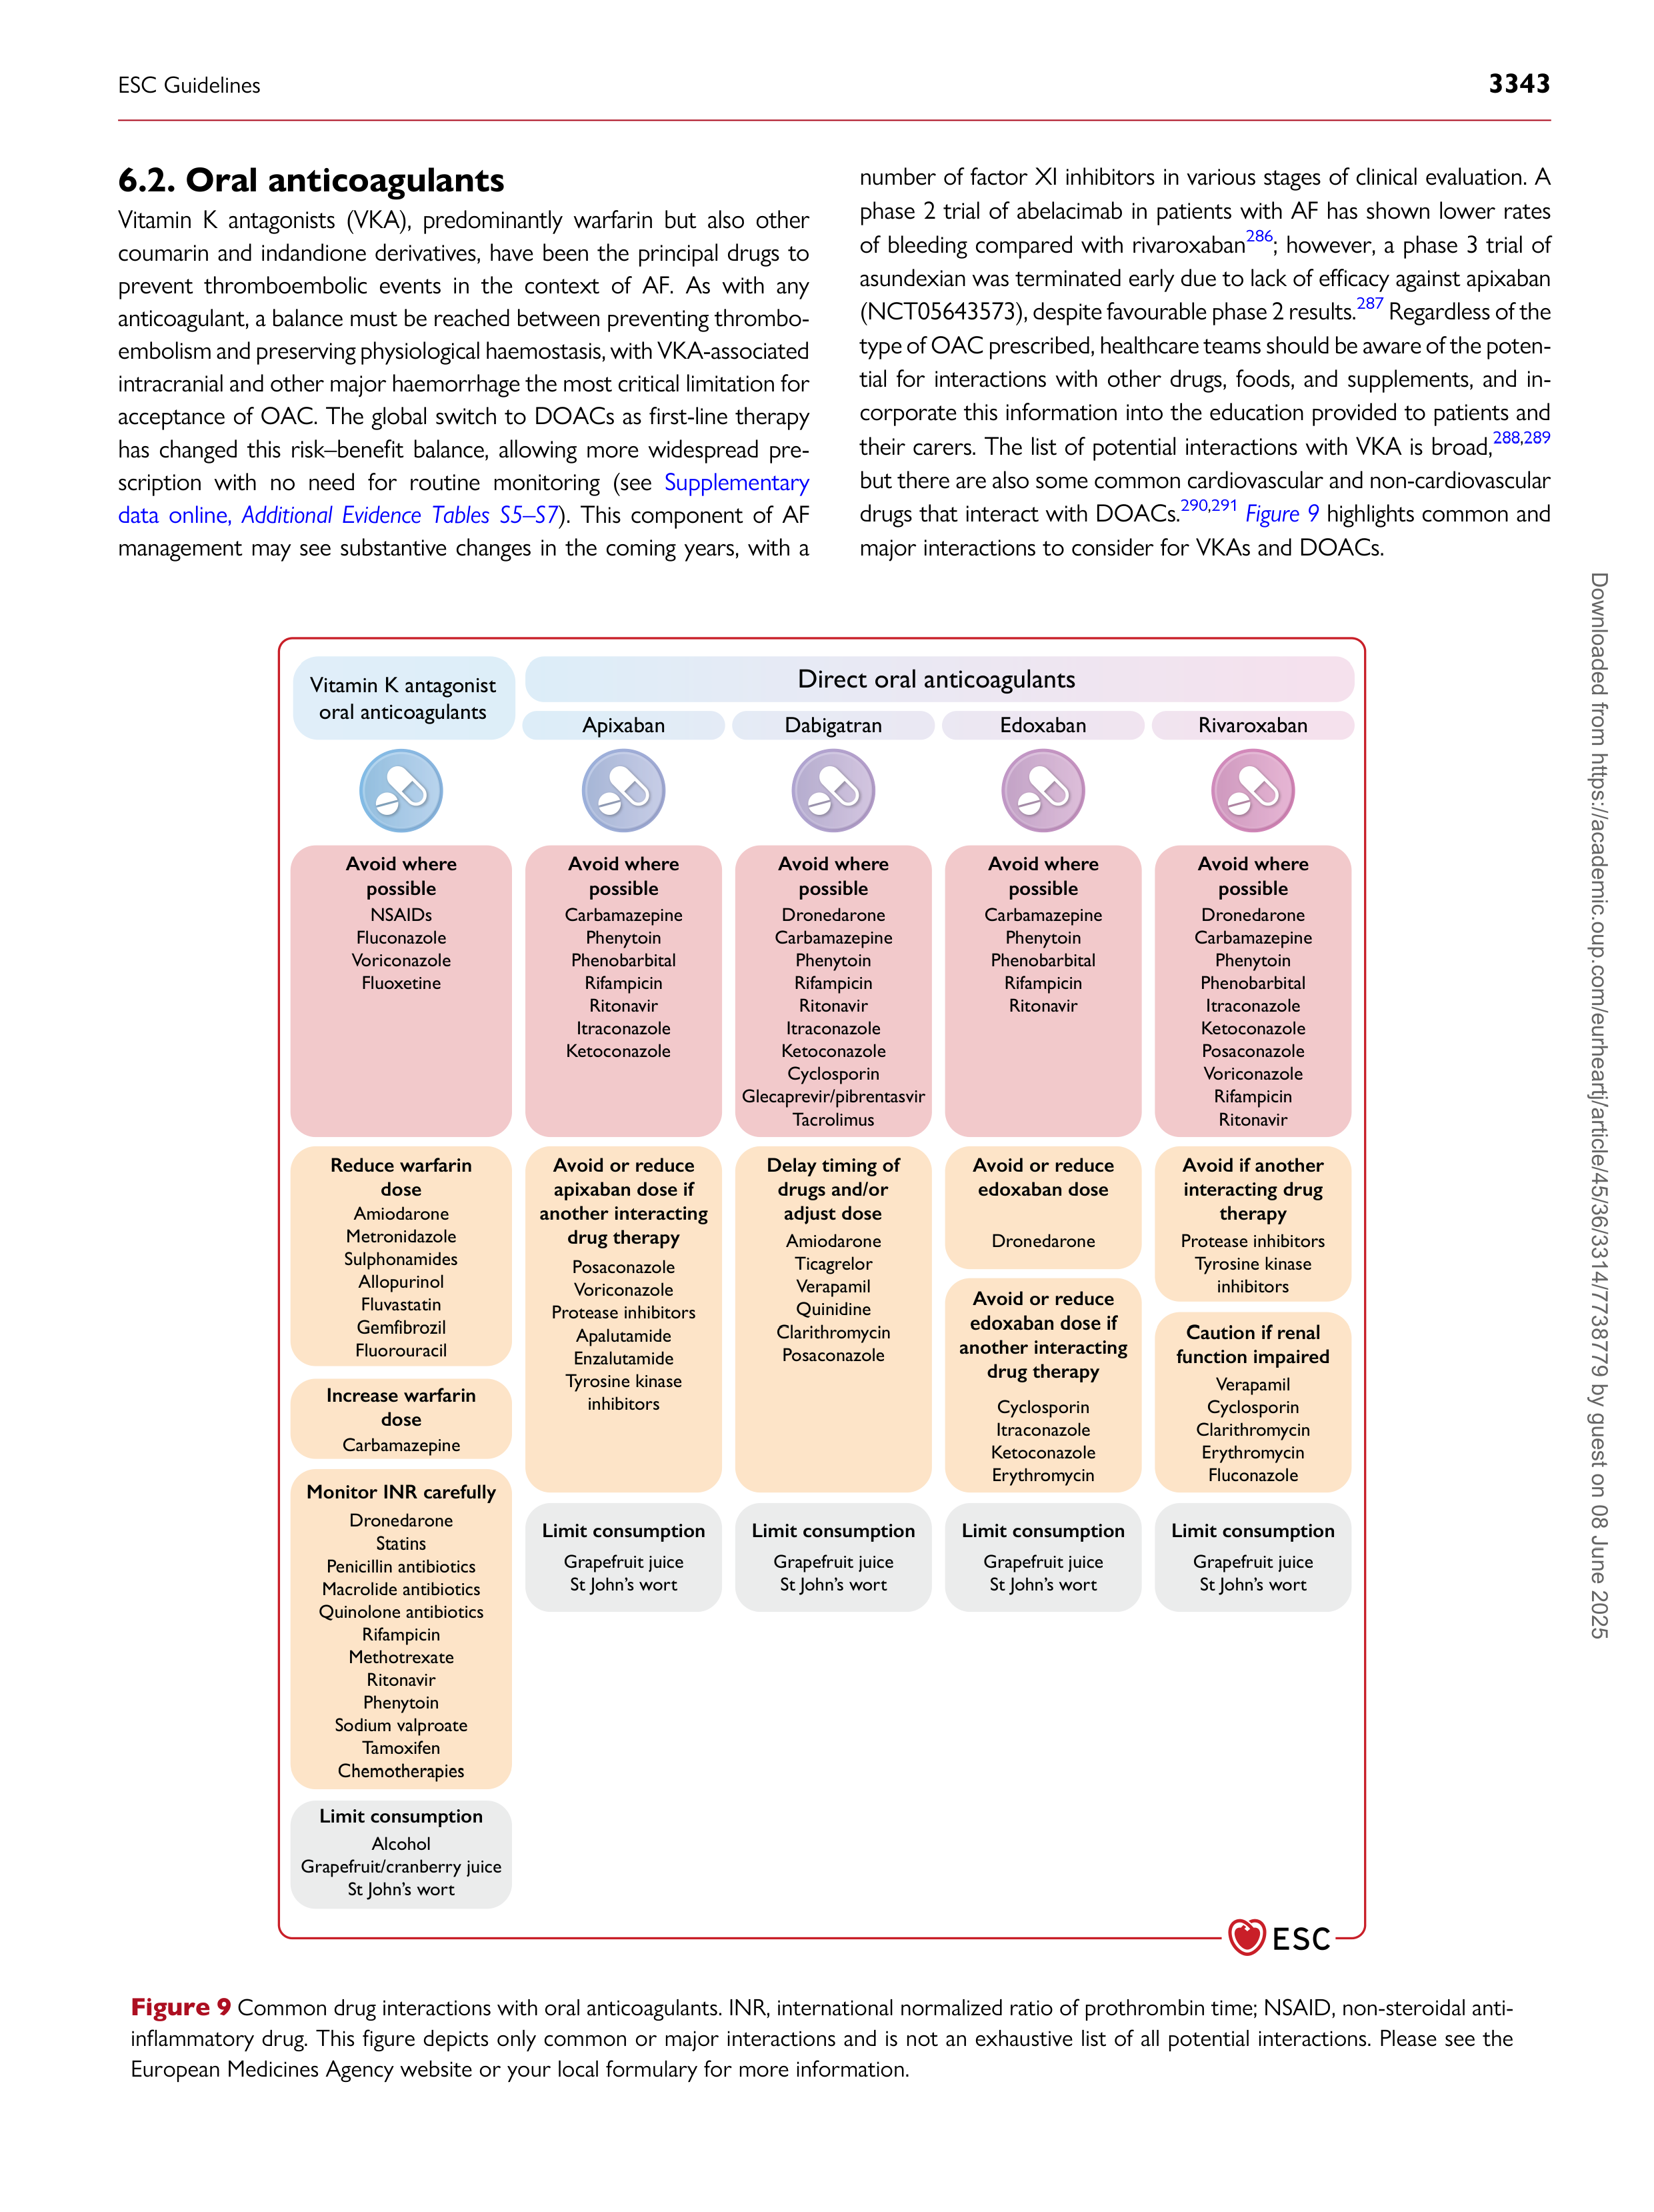 ESC Guidelines
3343
6.2. Oral anticoagulants
Vitamin K antagonists (VKA), predominantly warfarin but also other
coumarin and indandione derivatives, have been the principal drugs to
prevent thromboembolic events in the context of AF. As with any
anticoagulant, a balance must be reached between preventing thrombo-
embolism and preserving physiological haemostasis, with VKA-associated
intracranial and other major haemorrhage the most critical limitation for
acceptance of OAC. The global switch to DOACs as first-line therapy
has changed this risk–benefit balance, allowing more widespread pre-
scription with no need for routine monitoring (see Supplementary
data online, Additional Evidence Tables S5–S7). This component of AF
management may see substantive changes in the coming years, with a
number of factor XI inhibitors in various stages of clinical evaluation. A
phase 2 trial of abelacimab in patients with AF has shown lower rates
of bleeding compared with rivaroxaban286; however, a phase 3 trial of
asundexian was terminated early due to lack of efficacy against apixaban
(NCT05643573), despite favourable phase 2 results.287 Regardless of the
type of OAC prescribed, healthcare teams should be aware of the poten-
tial for interactions with other drugs, foods, and supplements, and in-
corporate this information into the education provided to patients and
their carers. The list of potential interactions with VKA is broad,288,289
but there are also some common cardiovascular and non-cardiovascular
drugs that interact with DOACs.290,291 Figure 9 highlights common and
major interactions to consider for VKAs and DOACs.
Vitamin K antagonist
oral anticoagulants
Avoid where
possible
NSAIDs
Fluconazole
Voriconazole
Fluoxetine
Reduce warfarin
dose
Amiodarone
Metronidazole
Sulphonamides
Allopurinol
Fluvastatin
Gemfibrozil
Fluorouracil
Increase warfarin
dose
Carbamazepine
Monitor INR carefully
Dronedarone
Statins
Penicillin antibiotics
Macrolide antibiotics
Quinolone antibiotics
Rifampicin
Methotrexate
Ritonavir
Phenytoin
Sodium valproate
Tamoxifen
Chemotherapies
Limit consumption
Alcohol
Grapefruit/cranberry juice
St John's wort
Direct oral anticoagulants
Apixaban
Avoid where
possible
Carbamazepine
Phenytoin
Phenobarbital
Rifampicin
Ritonavir
Itraconazole
Ketoconazole
Avoid or reduce
apixaban dose if
another interacting
drug therapy
Posaconazole
Voriconazole
Protease inhibitors
Apalutamide
Enzalutamide
Tyrosine kinase
inhibitors
Limit consumption
Grapefruit juice
St John's wort
Dabigatran
Avoid where
possible
Dronedarone
Carbamazepine
Phenytoin
Rifampicin
Ritonavir
Itraconazole
Ketoconazole
Cyclosporin
Glecaprevir/pibrentasvir
Tacrolimus
Delay timing of
drugs and/or
adjust dose
Amiodarone
Ticagrelor
Verapamil
Quinidine
Clarithromycin
Posaconazole
Limit consumption
Grapefruit juice
St John's wort
Edoxaban
Avoid where
possible
Carbamazepine
Phenytoin
Phenobarbital
Rifampicin
Ritonavir
Avoid or reduce
edoxaban dose
Dronedarone
Avoid or reduce
edoxaban dose if
another interacting
drug therapy
Cyclosporin
Itraconazole
Ketoconazole
Erythromycin
Limit consumption
Grapefruit juice
St John's wort
Rivaroxaban
Avoid where
possible
Dronedarone
Carbamazepine
Phenytoin
Phenobarbital
Itraconazole
Ketoconazole
Posaconazole
Voriconazole
Rifampicin
Ritonavir
Avoid if another
interacting drug
therapy
Protease inhibitors
Tyrosine kinase
inhibitors
Caution if renal
function impaired
Verapamil
Cyclosporin
Clarithromycin
Erythromycin
Fluconazole
Limit consumption
Grapefruit juice
St John's wort
ESC
Figure 9 Common drug interactions with oral anticoagulants. INR, international normalized ratio of prothrombin time; NSAID, non-steroidal anti-
inflammatory drug. This figure depicts only common or major interactions and is not an exhaustive list of all potential interactions. Please see the
European Medicines Agency website or your local formulary for more information.
Downloaded from https://academic.oup.com/eurheartj/article/45/36/3314/7738779 by guest on 08 June 2025